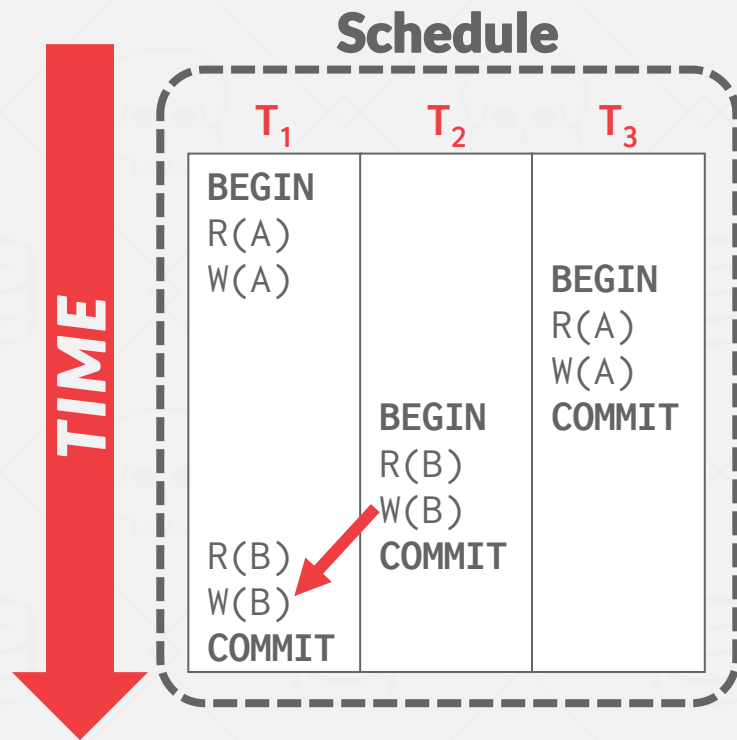 Schedule
TIME
T1 T2 T3
BEGIN
R(A)
W(A) BEGIN
R(A)
W(A)
BEGIN COMMIT
R(B)
W(B)
R(B) COMMIT
W(B)
COMMIT